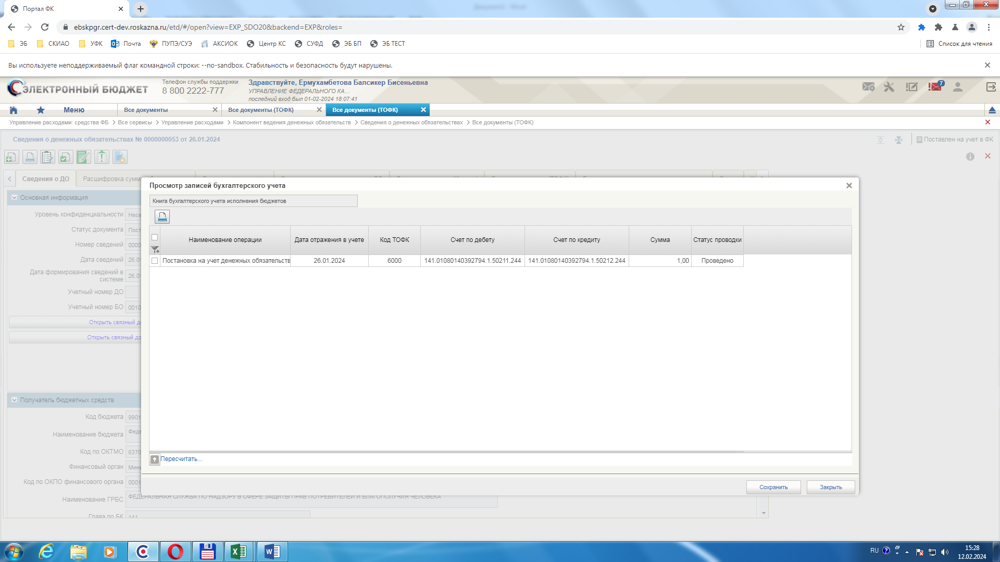 Портал ФК
ebskpgr.cert-dev.roskazna.ru/etd/#/open?view=EXP_SDO20&backend=EXP&roles=
ЭБ СКИАО УФК Почта ПУПЭ/СУЭ АКСИОК Центр КС СУФД ЭБ БП ЭБ ТЕСТ Список для чтения
Вы используете неподдерживаемый флаг командной строки: --no-sandbox. Стабильность и безопасность будут нарушены.
ЭЛЕКТРОННЫЙ БЮДЖЕТ
Телефон службы поддержки
8 800 2222-777
Здравствуйте, Ермухамбетова Балсикер Бисеньевна
УПРАВЛЕНИЕ ФЕДЕРАЛЬНОГО КА...
последний вход был 01-02-2024 18:07:41
7
Меню Все документы Все документы (ТОФК) Все документы (ТОФК)
Управление расходами: средства ФБ > Все сервисы > Управление расходами > Компонент ведения денежных обязательств > Сведения о денежных обязательствах > Все документы (ТОФК)
Сведения о денежных обязательствах № 0000000053 от 26.01.2024
Поставлен на учет в ФК
Сведения о ДО Расшифровка сумм
Основная информация
Уровень конфиденциальности Несе
Статус документа Пост
Номер сведений 0000
Дата сведений 26.0
Дата формирования сведений в системе 26.0
Учетный номер ДО
Учетный номер БО 0010
Открыть связный до
Открыть связный до
Получатель бюджетных средств
Код бюджета 9901
Наименование бюджета Феде
Код по ОКТМО 6370
Финансовый орган Мини
Код по ОКПО финансового органа 0001
Наименование ГРБС ФЕДЕРАЛЬНАЯ СЛУЖБА ПО НАДЗОРУ В СФЕРЕ ЗАЩИТЫ ПРАВ ПОТРЕБИТЕЛЕЙ И БЛАГОПОЛУЧИЯ ЧЕЛОВЕКА
Глава по БК 141
Просмотр записей бухгалтерского учета
Книга бухгалтерского учета исполнения бюджетов
Наименование операции Дата отражения в учете Код ТОФК Счет по дебету Счет по кредиту Сумма Статус проводки
Постановка на учет денежных обязательств 26.01.2024 6000 141.01080140392794.1.50211.244 141.01080140392794.1.50212.244 1,00 Проведено
Пересчитать...
Сохранить Закрыть
RU
15:28
12.02.2024